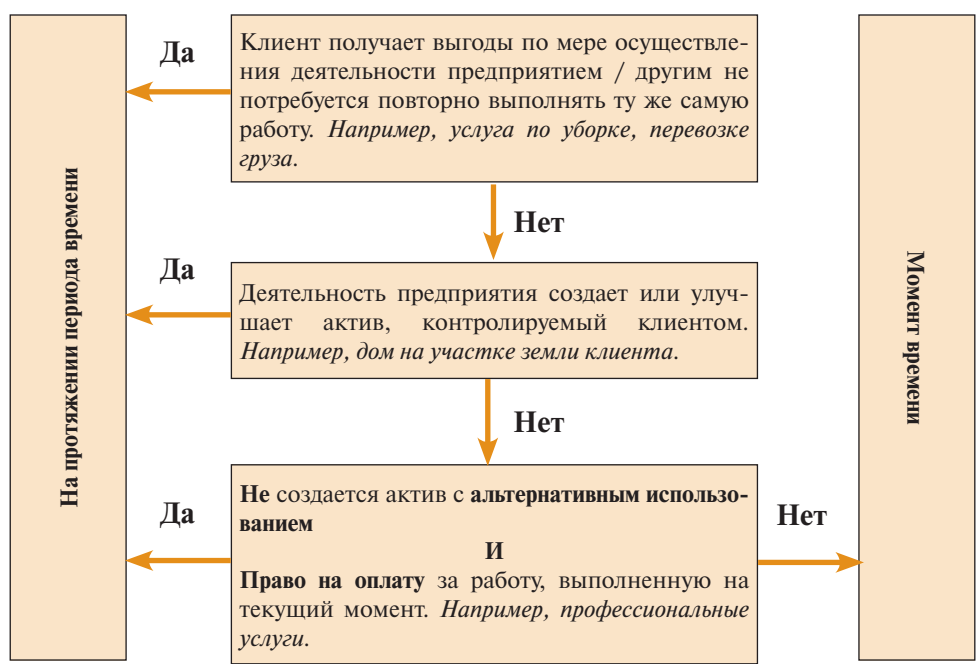 Да
Клиент получает выгоды по мере осуществле-
ния деятельности предприятием / другим не
потребуется повторно выполнять ту же самую
работу. Например, услуга по уборке, перевозке
груза.
На протяжении периода времени
Нет
Момент времени
Да
Деятельность предприятия создает или улуч-
шает актив, контролируемый клиентом.
Например, дом на участке земли клиента.
Нет
Да
Не создается актив с альтернативным использо-
ванием
И
Право на оплату за работу, выполненную на
текущий момент. Например, профессиональные
услуги.
Нет